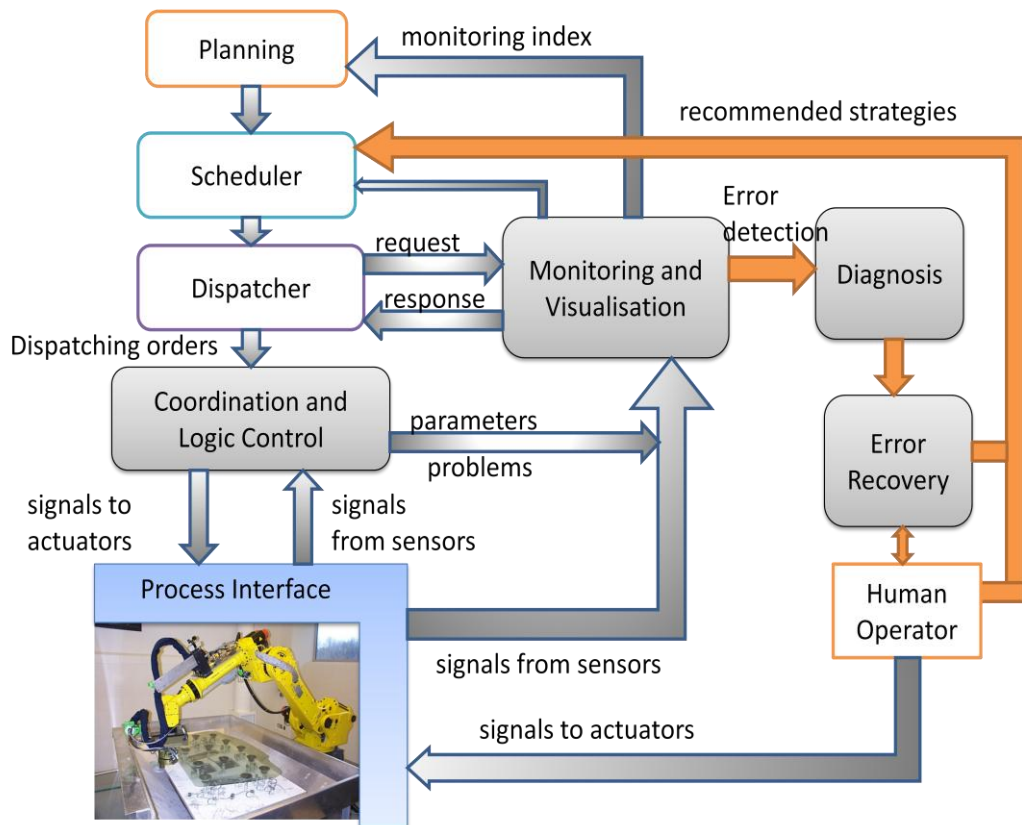 Planning
monitoring index
recommended strategies
Scheduler
Error
detection
request
Dispatcher
response
Monitoring and
Visualisation
Diagnosis
Dispatching orders
Coordination and
Logic Control
parameters
problems
Error
Recovery
signals to
actuators
signals
from sensors
Process Interface
Human
Operator
signals from sensors
signals to actuators